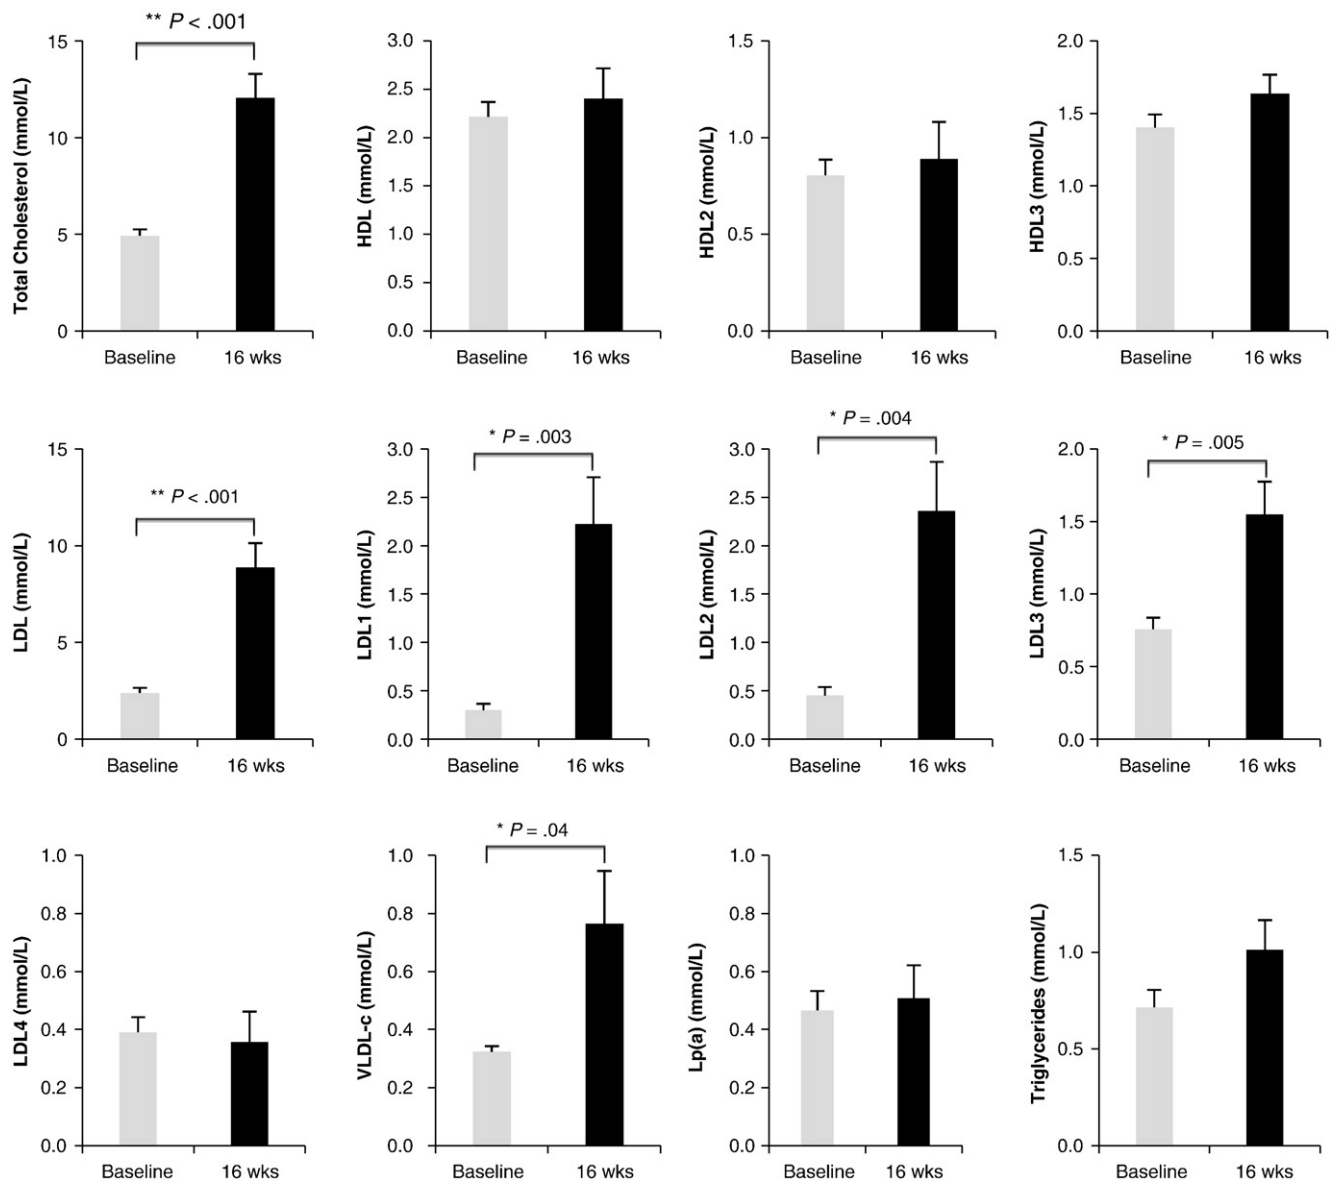 ** P < .001
Total Cholesterol (mmol/L)
15
10
5
0
Baseline 16 wks
HDL (mmol/L)
3.0
2.5
2.0
1.5
1.0
0.5
0.0
Baseline 16 wks
HDL2 (mmol/L)
1.5
1.0
0.5
0.0
Baseline 16 wks
HDL3 (mmol/L)
2.0
1.5
1.0
0.5
0.0
Baseline 16 wks
** P < .001
LDL (mmol/L)
15
10
5
0
Baseline 16 wks
* P = .003
LDL1 (mmol/L)
3.0
2.5
2.0
1.5
1.0
0.5
0.0
Baseline 16 wks
* P = .004
LDL2 (mmol/L)
3.0
2.5
2.0
1.5
1.0
0.5
0.0
Baseline 16 wks
* P = .005
LDL3 (mmol/L)
2.0
1.5
1.0
0.5
0.0
Baseline 16 wks
LDL4 (mmol/L)
1.0
0.8
0.6
0.4
0.2
0.0
Baseline 16 wks
* P = .04
VLDL-c (mmol/L)
1.0
0.8
0.6
0.4
0.2
0.0
Baseline 16 wks
Lp(a) (mmol/L)
1.0
0.8
0.6
0.4
0.2
0.0
Baseline 16 wks
Triglycerides (mmol/L)
1.5
1.0
0.5
0.0
Baseline 16 wks